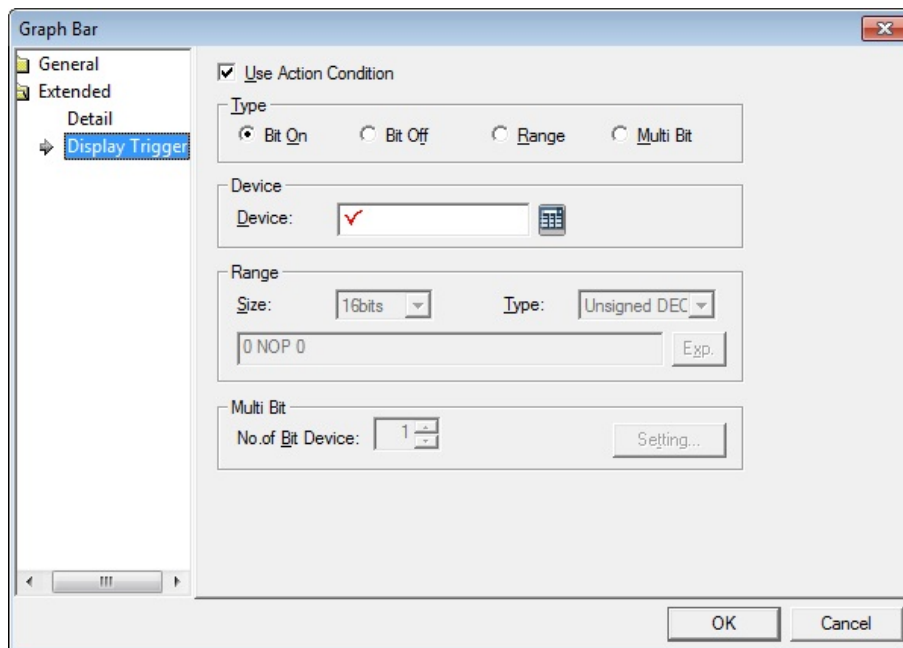 Graph Bar
General
Extended
Detail
Display Trigger
Use Action Condition
Type
Bit On Bit Off Range Multi Bit
Device
Device:
Range
Size: 16bits Type: Unsigned DEC
0 NOP 0 Exp.
Multi Bit
No.of Bit Device: 1 Setting...
OK Cancel